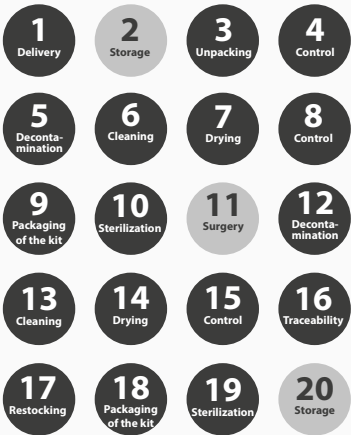 1
Delivery
2
Storage
3
Unpacking
4
Control
5
Deconta-
mination
6
Cleaning
7
Drying
8
Control
9
Packaging
of the kit
10
Sterilization
11
Surgery
12
Deconta-
mination
13
Cleaning
14
Drying
15
Control
16
Traceability
17
Restocking
18
Packaging
of the kit
19
Sterilization
20
Storage